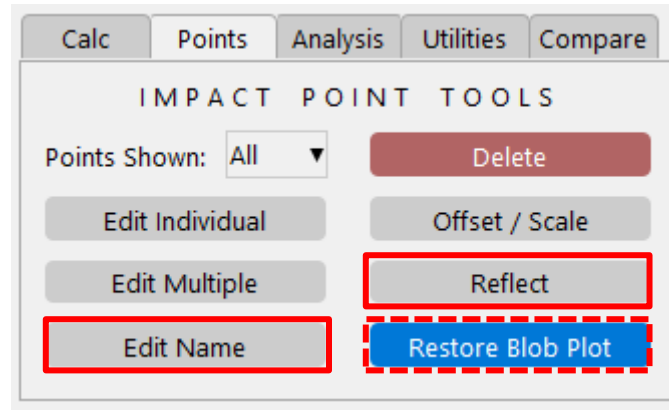 Calc Points Analysis Utilities Compare
IMPACT POINT TOOLS
Points Shown: All ▼ Delete
Edit Individual Offset / Scale
Edit Multiple Reflect
Edit Name Restore Blob Plot